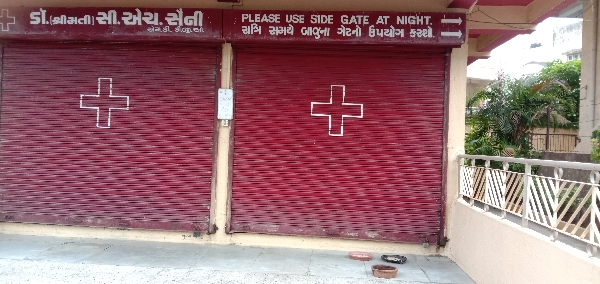 ડૉ. (શ્રીમતી) સી. એચ. સૈની
PLEASE USE SIDE GATE AT NIGHT.
રાત્રિ સમયે બાજુના ગેટનો ઉપયોગ કરશો.